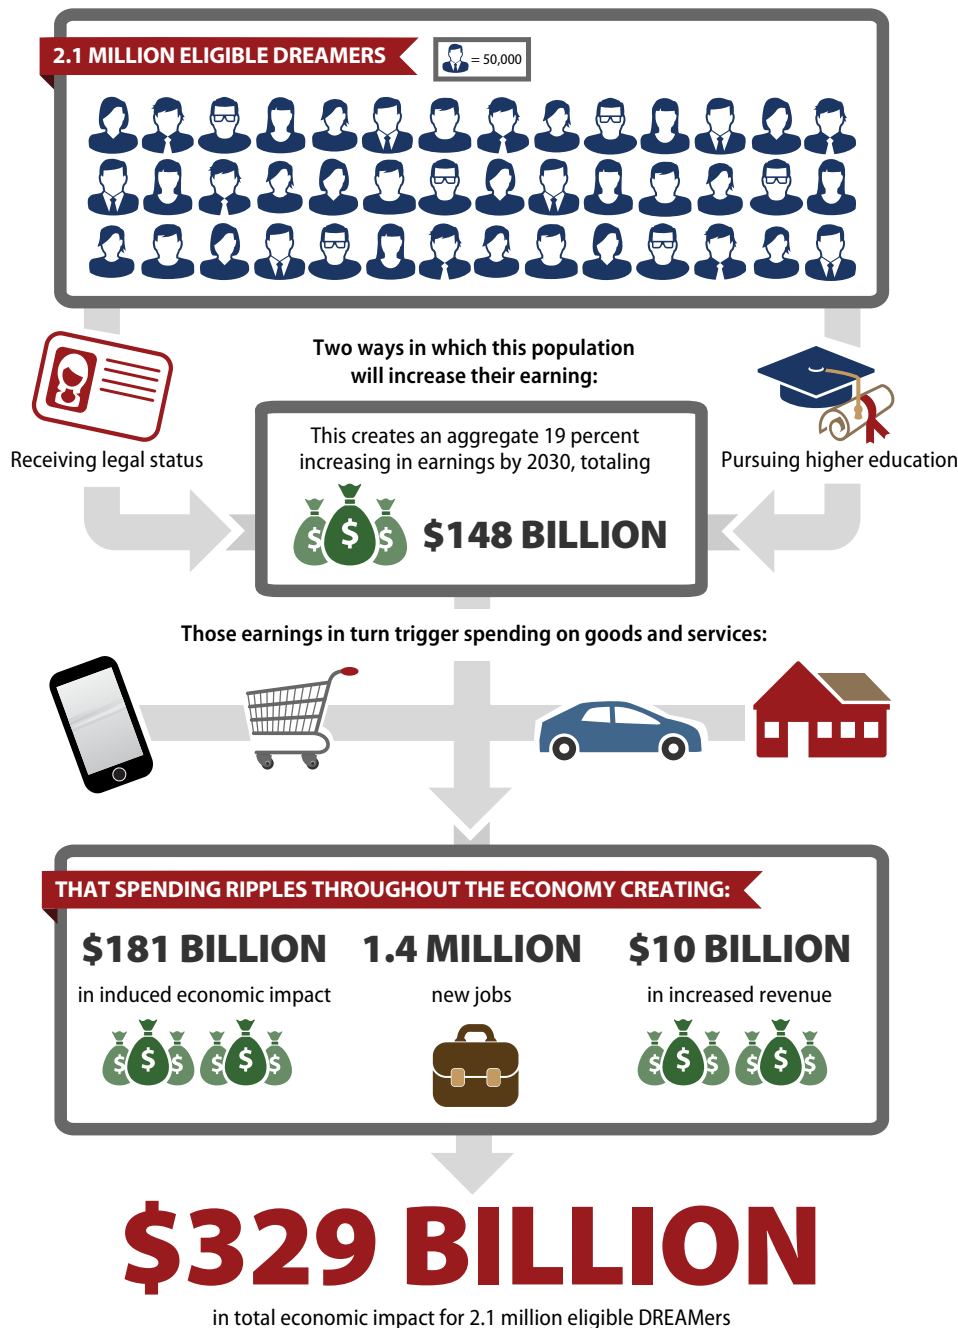 2.1 MILLION ELIGIBLE DREAMERS
= 50,000
Two ways in which this population
will increase their earning:
Receiving legal status
This creates an aggregate 19 percent
increasing in earnings by 2030, totaling
$ $ $ $148 BILLION
Pursuing higher education
Those earnings in turn trigger spending on goods and services:
THAT SPENDING RIPPLES THROUGHOUT THE ECONOMY CREATING:
$181 BILLION
in induced economic impact
$ $ $ $ $ $
1.4 MILLION
new jobs
$10 BILLION
in increased revenue
$ $ $ $ $ $
$329 BILLION
in total economic impact for 2.1 million eligible DREAMers